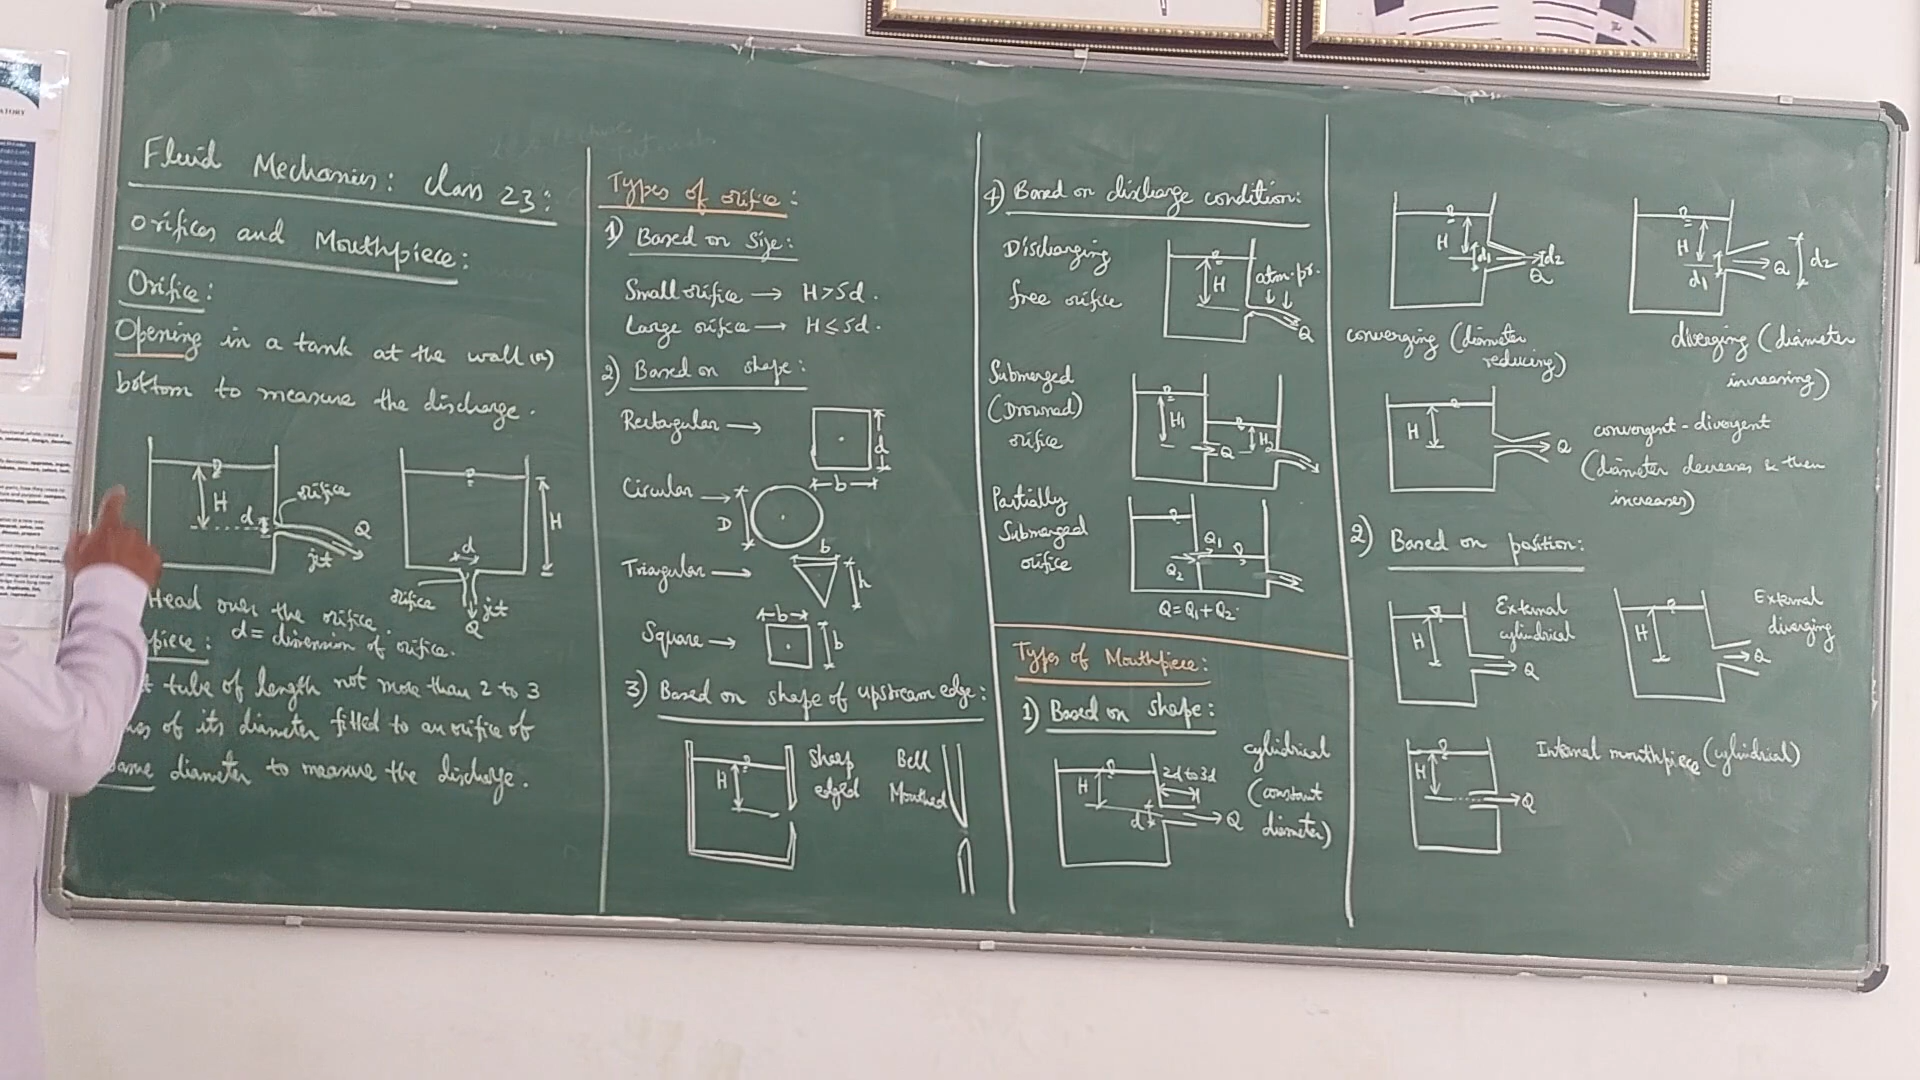 Fluid Mechanics: class 23:
Orifices and Mouthpiece:
Orifice:
Opening in a tank at the wall (or)
bottom to measure the discharge.
H
d
orifice
Q
jet
H
d
orifice
jet
Q
Head over the orifice.
d = dimension of orifice.
piece:
t tube of length not more than 2 to 3
mes of its diameter fitted to an orifice of
same diameter to measure the discharge.
Types of orifice:
1) Based on Size:
Small orifice → H > 5d.
Large orifice → H ≤ 5d.
2) Based on shape:
Rectangular →
d
b
Circular →
D
Triangular →
b
h
Square →
b
b
3) Based on shape of upstream edge:
H
Sharp
edged
Bell
Mouthed
4) Based on discharge condition:
Discharging
free orifice
H
atm. pr.
Q
Submerged
(Drowned)
orifice
H1
Q
H2
Partially
Submerged
orifice
Q1
Q2
Q = Q1 + Q2.
Types of Mouthpiece:
1) Based on shape:
H
2d to 3d
d
Q
cylindrical
(constant
diameter)
H
d1
d2
Q
converging (diameter
reducing)
H
d1
Q
d2
diverging (diameter
increasing)
H
Q
convergent - divergent
(diameter decreases & then
increases)
2) Based on position:
H
Q
External
cylindrical
H
Q
External
diverging
H
Q
Internal mouthpiece (cylindrical)